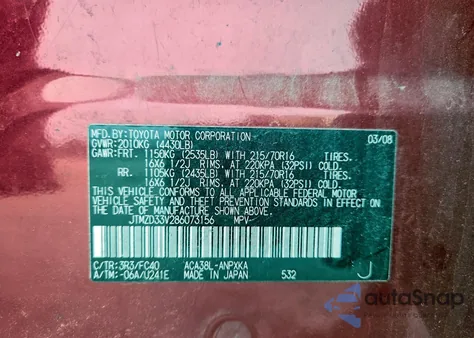 MFD.BY:TOYOTA MOTOR CORPORATION 03/08
GVWR:2010KG (4430LB)
GAWR:FRT. 1150KG (2535LB) WITH 215/70R16 TIRES.
16X6 1/2J RIMS. AT 220KPA (32PSI) COLD.
RR. 1105KG (2435LB) WITH 215/70R16 TIRES.
16X6 1/2J RIMS. AT 220KPA (32PSI) COLD.
THIS VEHICLE CONFORMS TO ALL APPLICABLE FEDERAL MOTOR
VEHICLE SAFETY STANDARDS IN EFFECT ON THE DATE OF
MANUFACTURE SHOWN ABOVE.
JTMZD33V286073156 MPV
C/TR:3R3/FC40 ACA38L-ANPXKA
A/TM:-06A/U241E MADE IN JAPAN 532 J
autoSnap